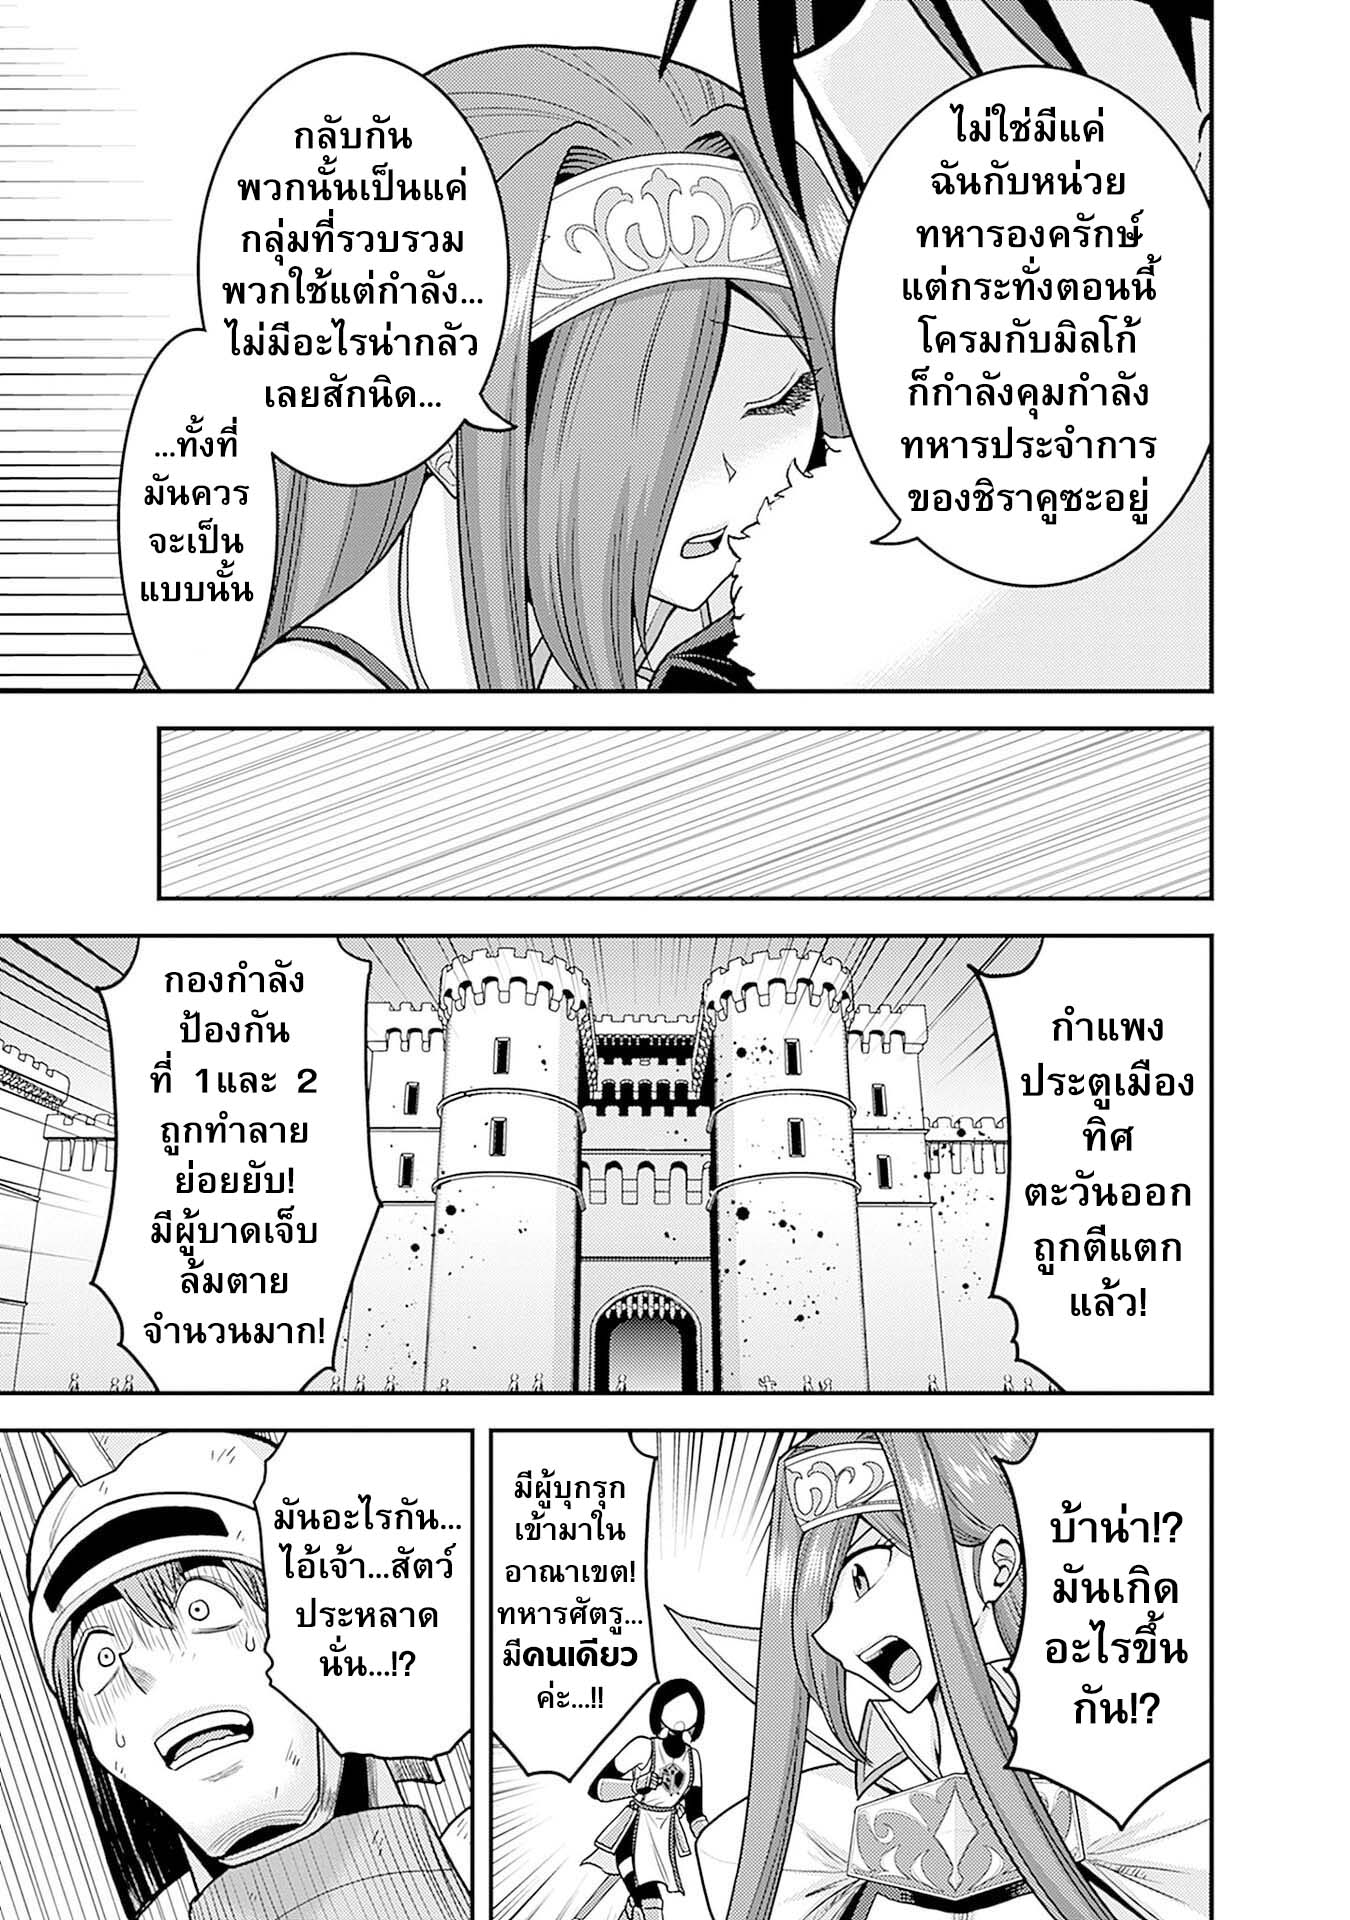 ไม่ใช่มีแค่
ฉันกับหน่วย
ทหารองครักษ์
แต่กระทั่งตอนนี้
โครมกับมิลโก้
ก็กำลังคุมกำลัง
ทหารประจำการ
ของชิราคูซะอยู่
กลับกัน
พวกนั้นเป็นแค่
กลุ่มที่รวบรวม
พวกใช้แต่กำลัง...
ไม่มีอะไรน่ากลัว
เลยสักนิด...
...ทั้งที่
มันควร
จะเป็น
แบบนั้น
กำแพง
ประตูเมือง
ทิศ
ตะวันออก
ถูกตีแตก
แล้ว!
กองกำลัง
ป้องกัน
ที่ 1และ 2
ถูกทำลาย
ย่อยยับ!
มีผู้บาดเจ็บ
ล้มตาย
จำนวนมาก!
บ้าน่า!?
มันเกิด
อะไรขึ้น
กัน!?
มีผู้บุกรุก
เข้ามาใน
อาณาเขต!
ทหารศัตรู...
มีคนเดียว
ค่ะ...!!
มันอะไรกัน...
ไอ้เจ้า...สัตว์
ประหลาด
นั่น...!?